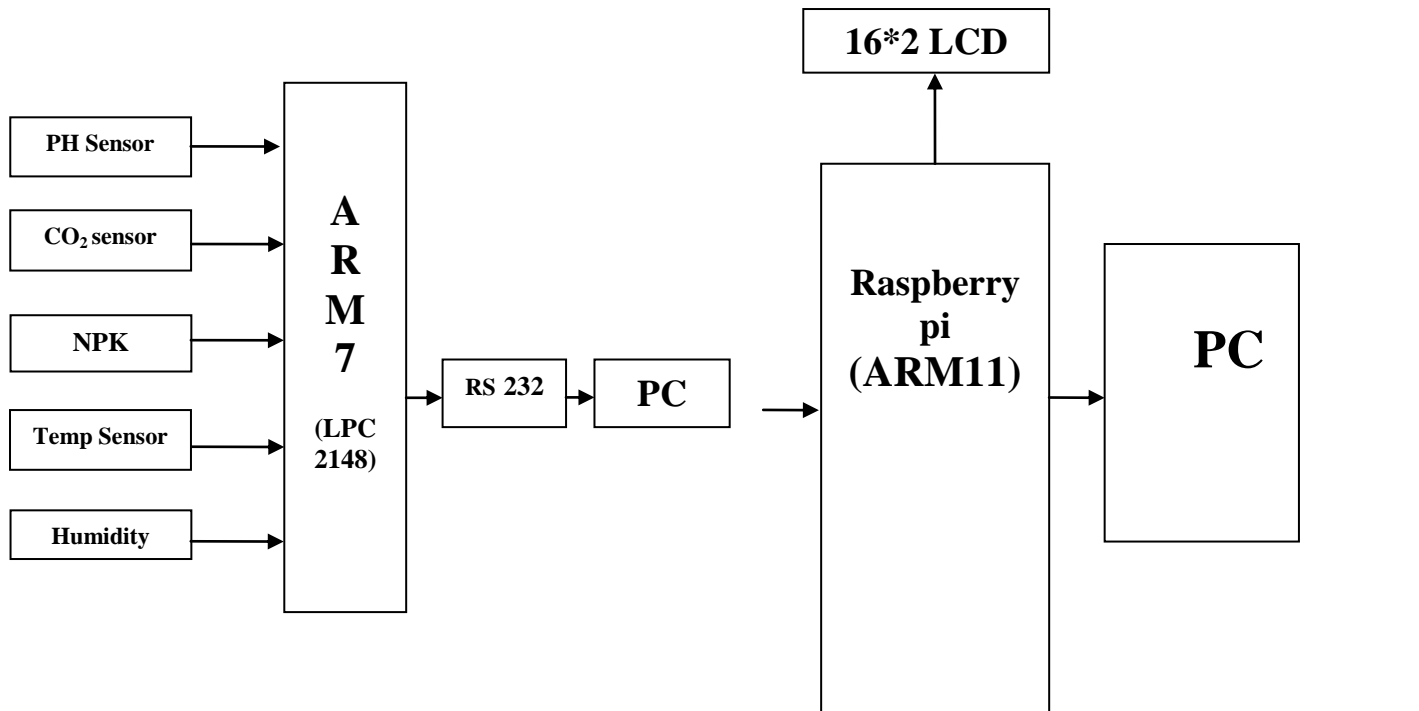 16*2 LCD
PH Sensor
CO₂ sensor
NPK
Temp Sensor
Humidity
A
R
M
7
(LPC
2148)
RS 232
PC
Raspberry
pi
(ARM11)
PC